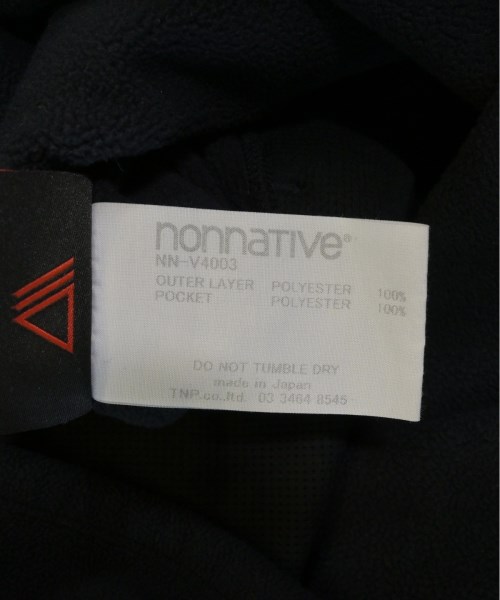 nonnative®
NN-V4003
OUTER LAYER POLYESTER 100%
POCKET POLYESTER 100%
DO NOT TUMBLE DRY
made in Japan
TNP.co.,ltd. 03 3464 8545